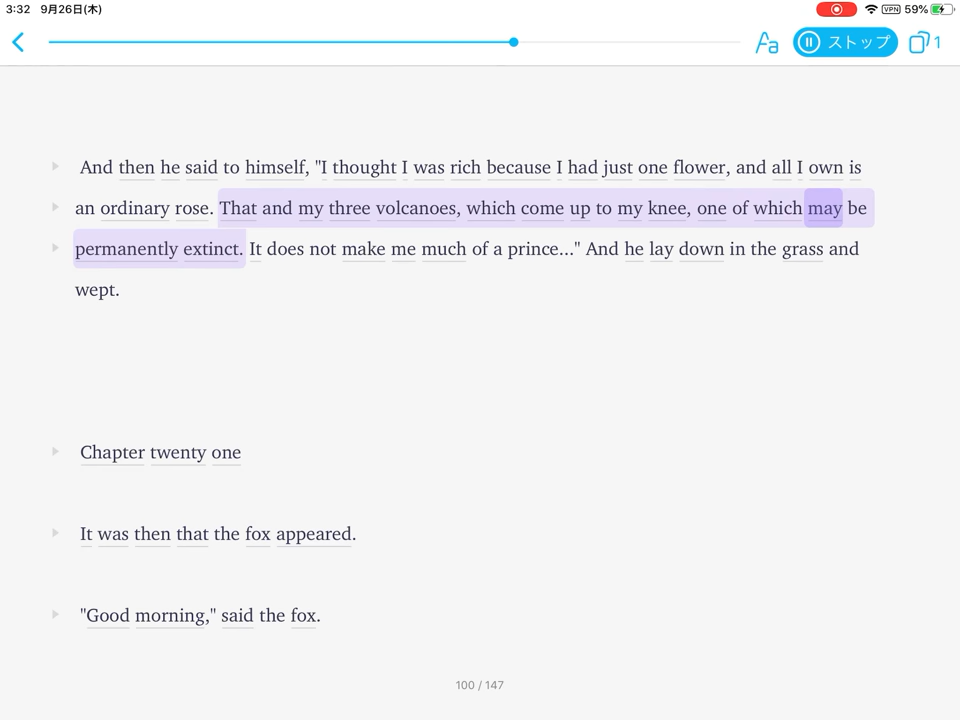 3:32 9月26日(木) VPN 59%
ストップ 1
And then he said to himself, "I thought I was rich because I had just one flower, and all I own is
an ordinary rose. That and my three volcanoes, which come up to my knee, one of which may be
permanently extinct. It does not make me much of a prince..." And he lay down in the grass and
wept.
Chapter twenty one
It was then that the fox appeared.
"Good morning," said the fox.
100 / 147